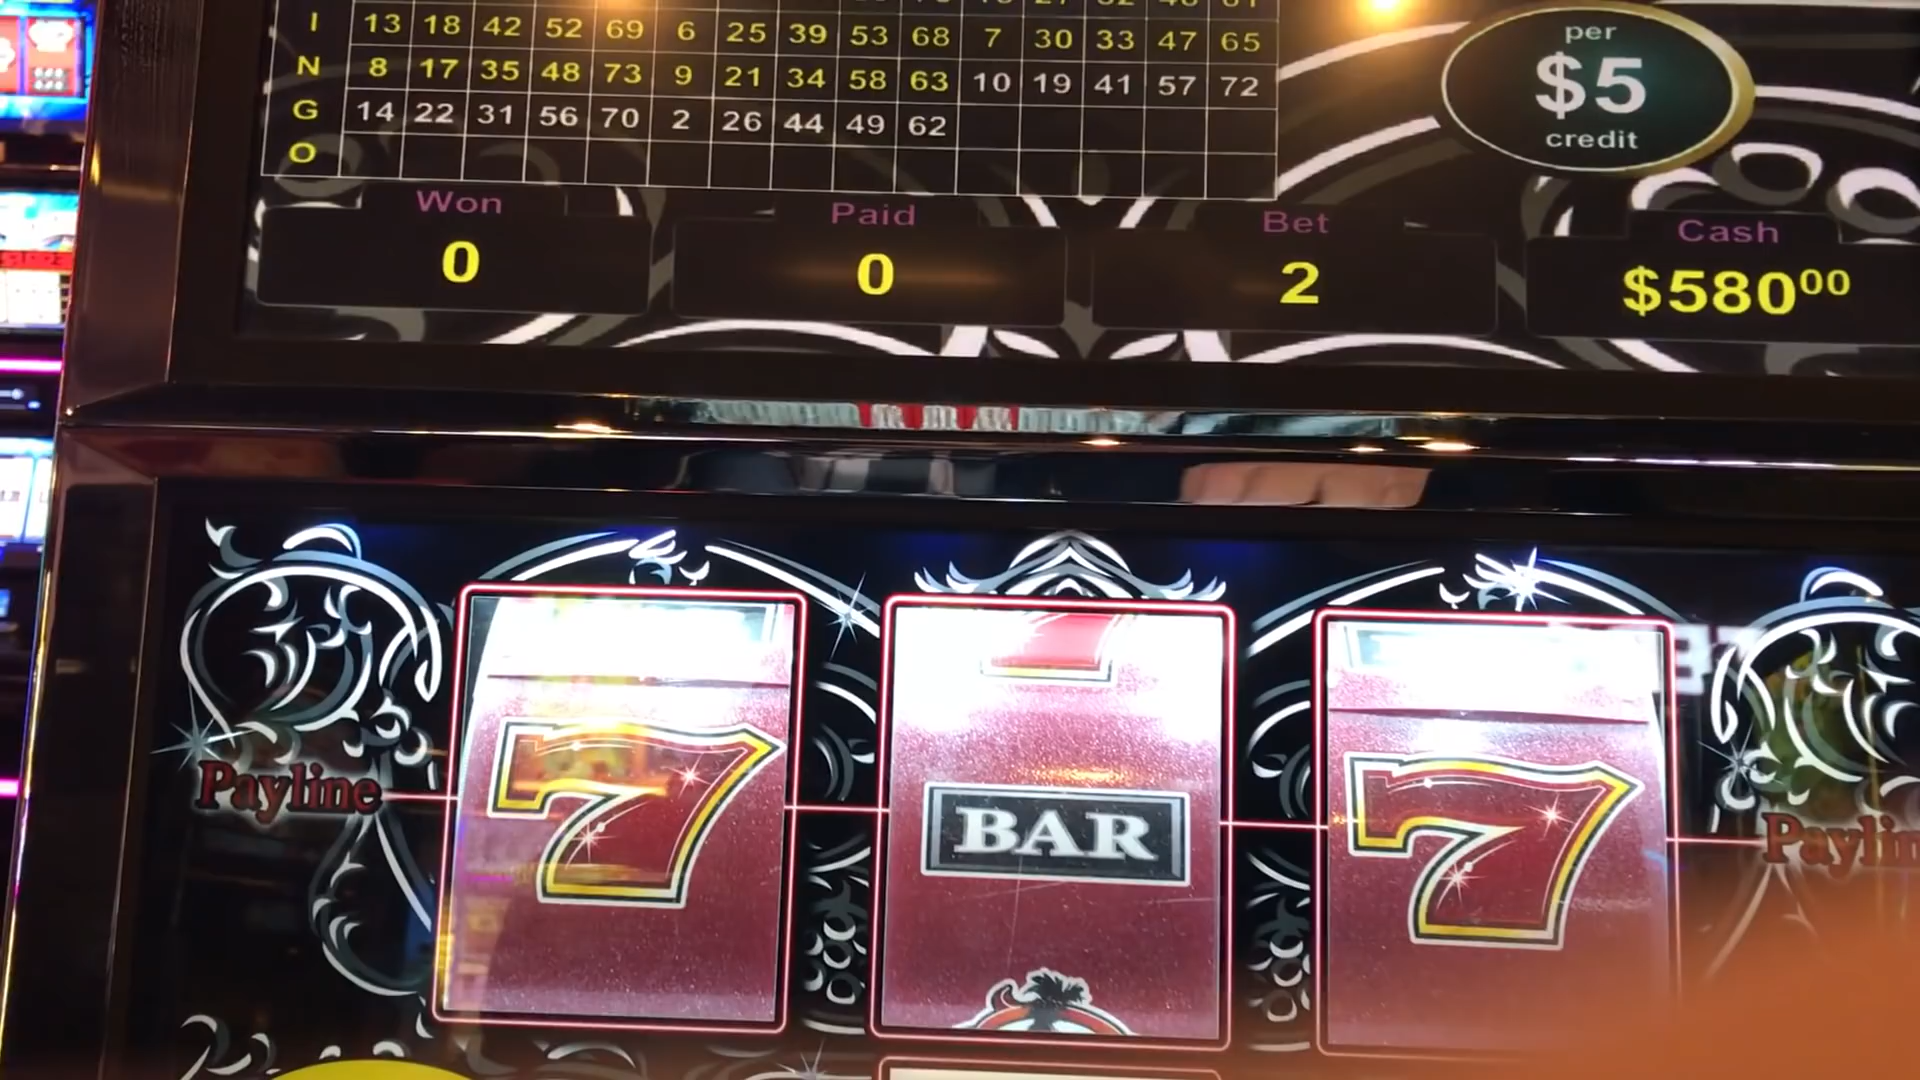 I 13 18 42 52 69 6 25 39 53 68 7 30 33 47 65
N 8 17 35 48 73 9 21 34 58 63 10 19 41 57 72
G 14 22 31 56 70 2 26 44 49 62
O
per
$5
credit
Won Paid Bet Cash
0 0 2 $58000
Payline 7 BAR 7